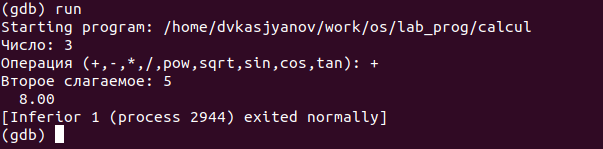 (gdb) run
Starting program: /home/dvkasjyanov/work/os/lab_prog/calcul
Число: 3
Операция (+,-,*,/,pow,sqrt,sin,cos,tan): +
Второе слагаемое: 5
  8.00
[Inferior 1 (process 2944) exited normally]
(gdb)